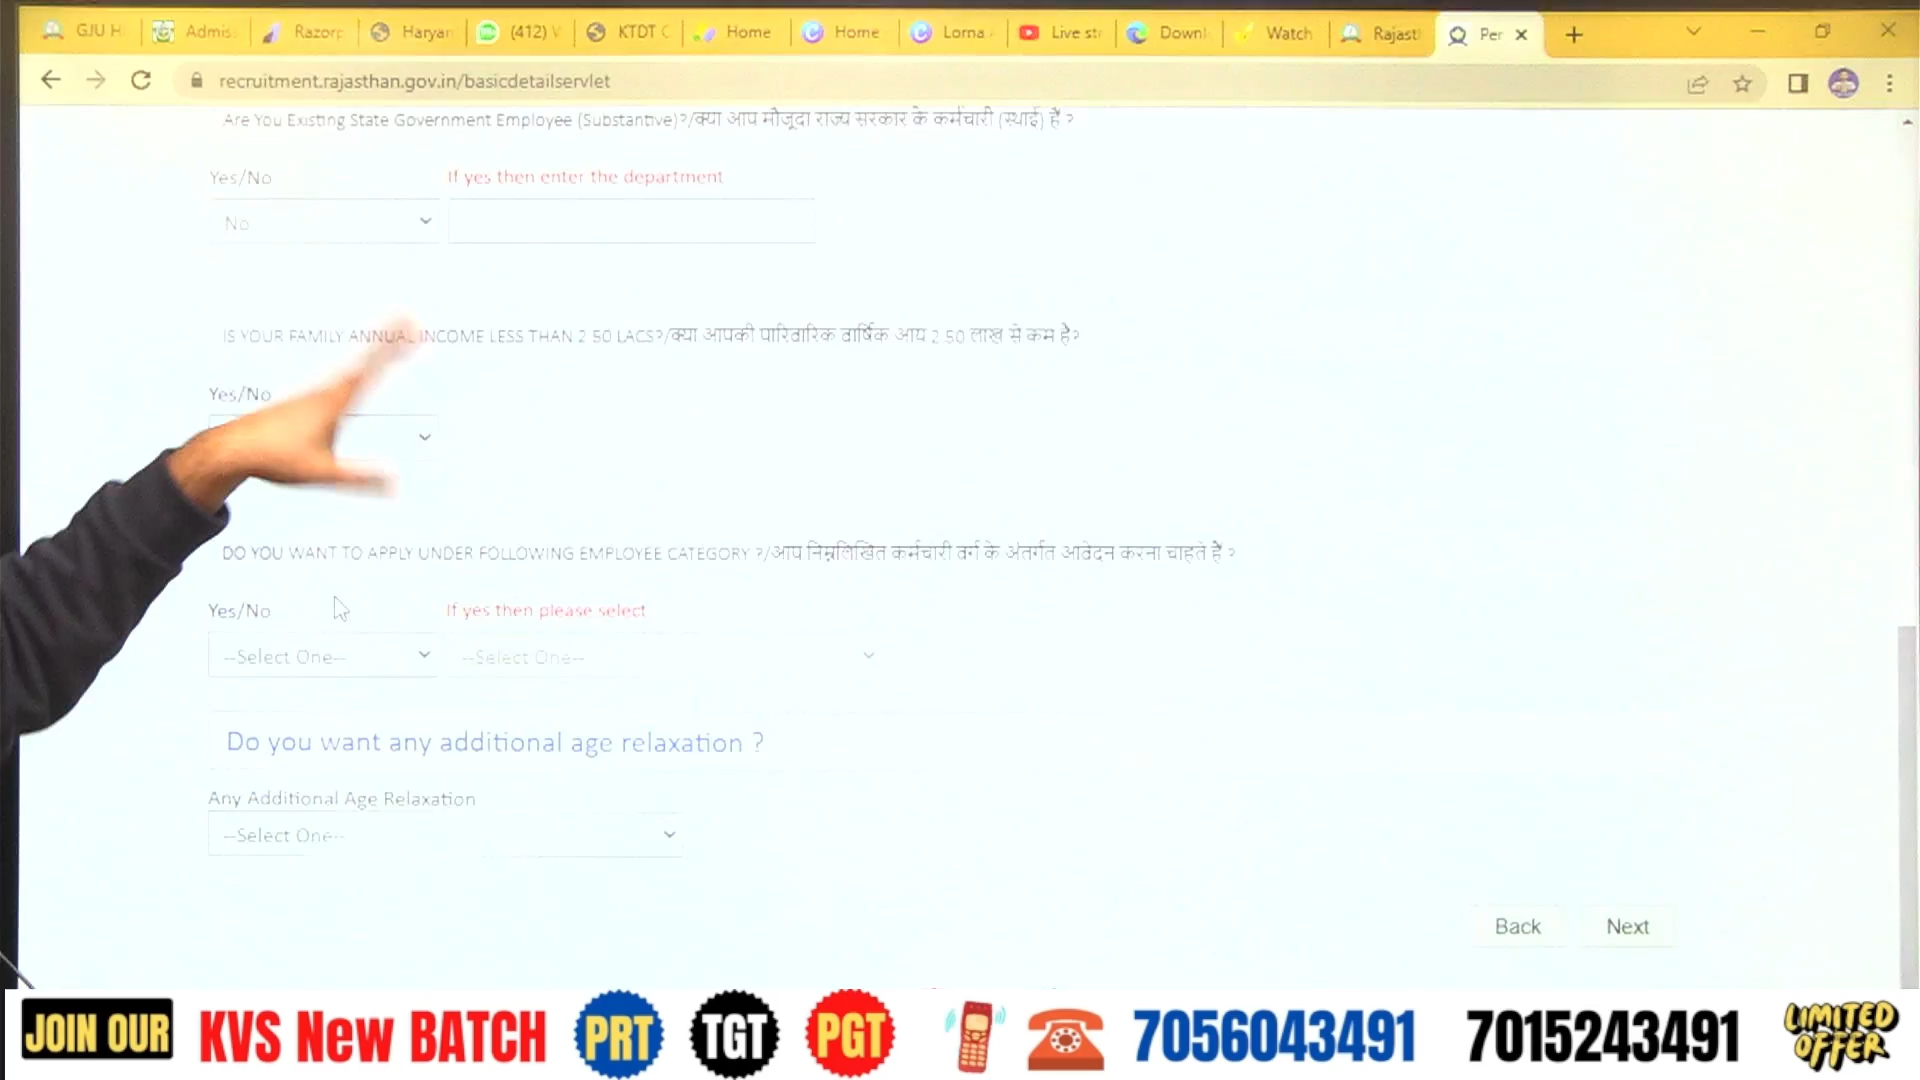 GJU H Admis Razorp Haryan (412) W KTDT C Home Home Lorna Live str Downl Watch Rajast Per
recruitment.rajasthan.gov.in/basicdetailservlet
Are You Existing State Government Employee (Substantive)?/क्या आप मौजूदा राज्य सरकार के कर्मचारी (स्थाई) हैं ?
Yes/No If yes then enter the department
No
IS YOUR FAMILY ANNUAL INCOME LESS THAN 2.50 LACS?/क्या आपकी पारिवारिक वार्षिक आय 2.50 लाख से कम है?
Yes/No
DO YOU WANT TO APPLY UNDER FOLLOWING EMPLOYEE CATEGORY ?/आप निम्नलिखित कर्मचारी वर्ग के अंतर्गत आवेदन करना चाहते हैं ?
Yes/No If yes then please select
--Select One-- --Select One--
Do you want any additional age relaxation ?
Any Additional Age Relaxation
--Select One--
Back Next
JOIN OUR KVS New BATCH PRT TGT PGT 7056043491 7015243491 LIMITED OFFER